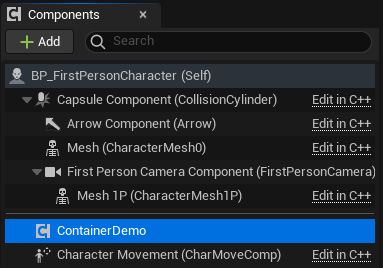 Components
Add
Search
BP_FirstPersonCharacter (Self)
Capsule Component (CollisionCylinder) Edit in C++
Arrow Component (Arrow) Edit in C++
Mesh (CharacterMesh0) Edit in C++
First Person Camera Component (FirstPersonCamera)
Mesh 1P (CharacterMesh1P) Edit in C++
ContainerDemo
Character Movement (CharMoveComp) Edit in C++